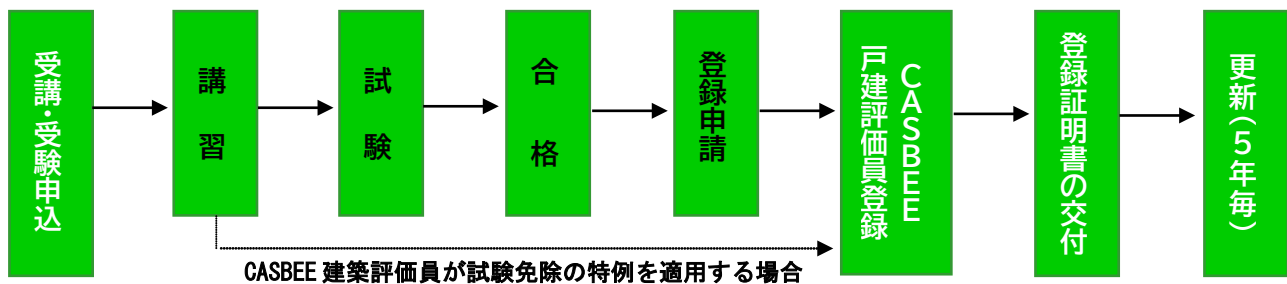 受講・受験申込
講習
試験
合格
登録申請
CASBEE
戸建評価員登録
登録証明書の交付
更新(5年毎)
CASBEE 建築評価員が試験免除の特例を適用する場合